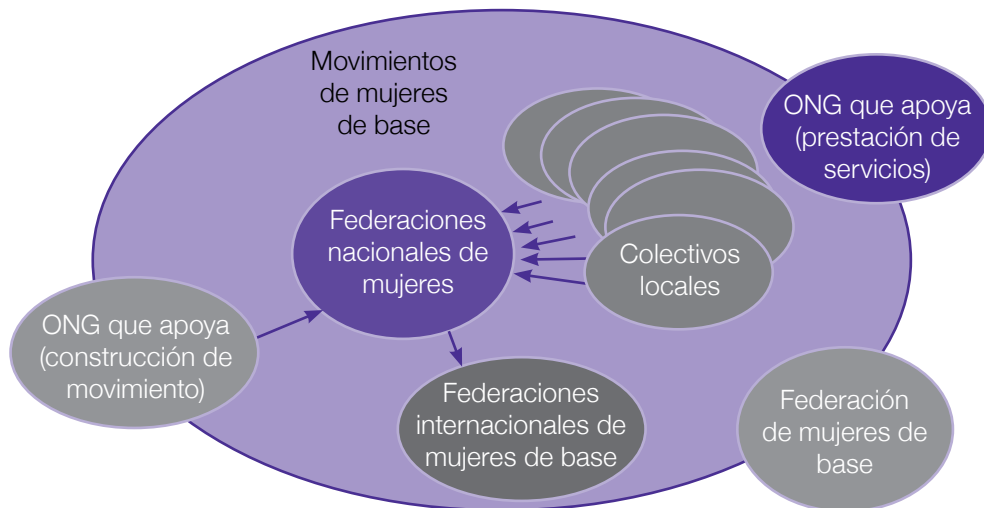 Movimientos
de mujeres
de base
ONG que apoya
(prestación de
servicios)
Federaciones
nacionales de
mujeres
Colectivos
locales
ONG que apoya
(construcción de
movimiento)
Federaciones
internacionales de
mujeres de base
Federación
de mujeres de
base